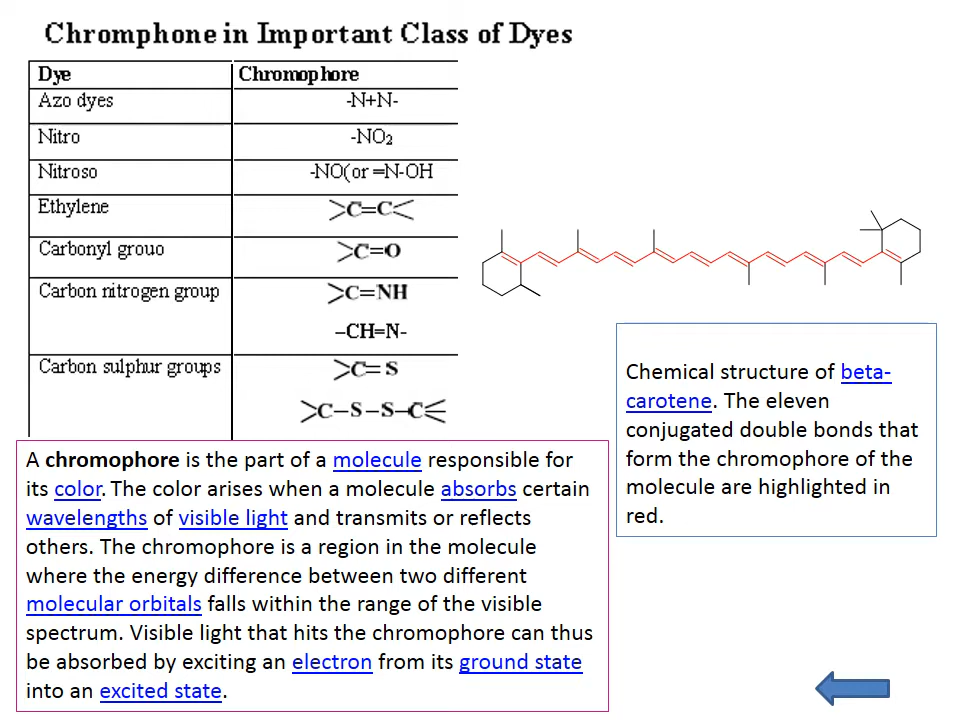 Chromphone in Important Class of Dyes
Dye Chromophore
Azo dyes -N+N-
Nitro -NO₂
Nitroso -NO(or =N-OH
Ethylene >C=C<
Carbonyl grouo >C=O
Carbon nitrogen group >C=NH
–CH=N-
Carbon sulphur groups >C=S
>C–S–S–C<
A chromophore is the part of a molecule responsible for
its color. The color arises when a molecule absorbs certain
wavelengths of visible light and transmits or reflects
others. The chromophore is a region in the molecule
where the energy difference between two different
molecular orbitals falls within the range of the visible
spectrum. Visible light that hits the chromophore can thus
be absorbed by exciting an electron from its ground state
into an excited state.
Chemical structure of beta-
carotene. The eleven
conjugated double bonds that
form the chromophore of the
molecule are highlighted in
red.